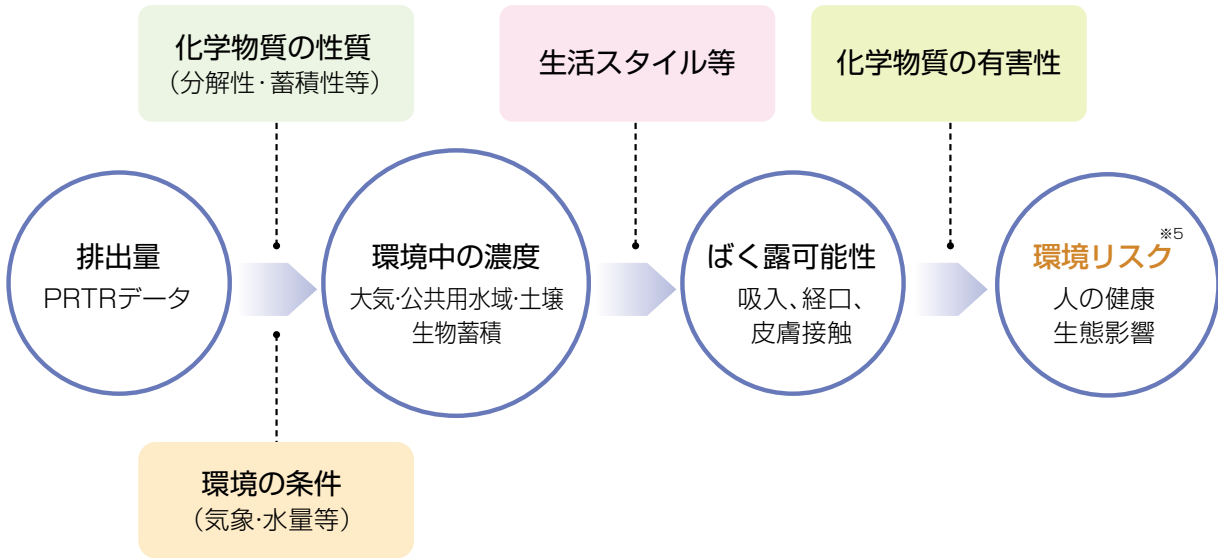 化学物質の性質
(分解性・蓄積性等)
生活スタイル等
化学物質の有害性
排出量
PRTRデータ
環境中の濃度
大気・公共用水域・土壌
生物蓄積
ばく露可能性
吸入、経口、
皮膚接触
環境リスク※5
人の健康
生態影響
環境の条件
(気象・水量等)